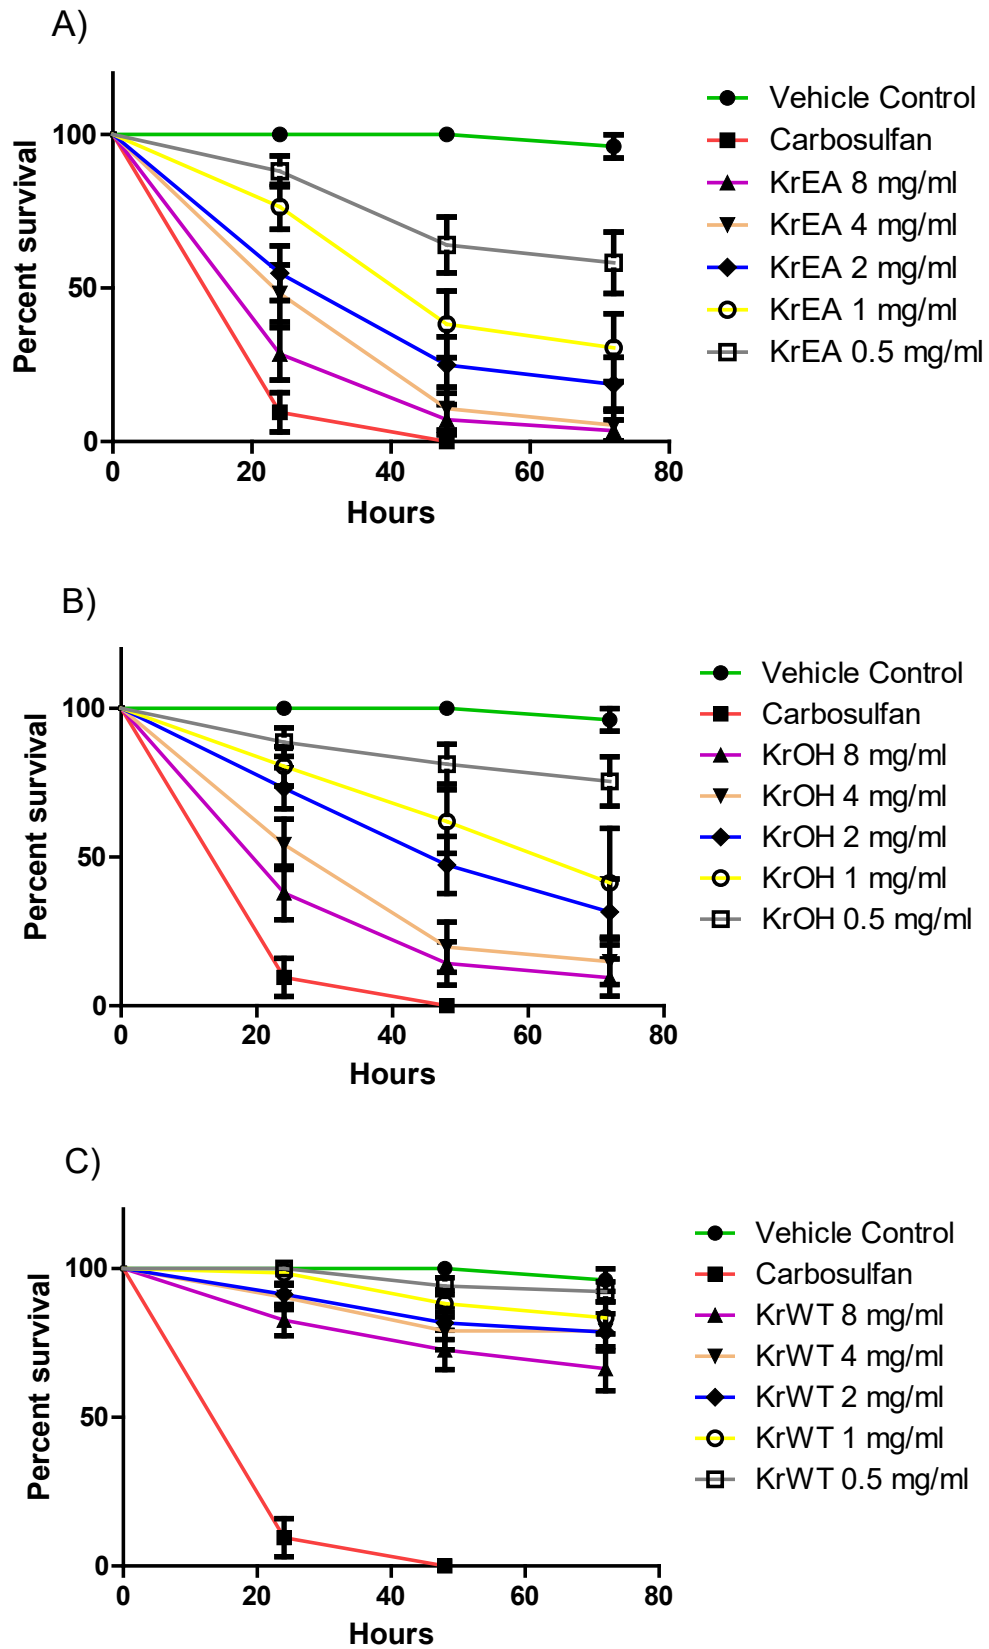 A)
100
50
0
0
20
40
60
80
Percent survival
Hours
Vehicle Control
Carbosulfan
KrEA 8 mg/ml
KrEA 4 mg/ml
KrEA 2 mg/ml
KrEA 1 mg/ml
KrEA 0.5 mg/ml
B)
100
50
0
0
20
40
60
80
Percent survival
Hours
Vehicle Control
Carbosulfan
KrOH 8 mg/ml
KrOH 4 mg/ml
KrOH 2 mg/ml
KrOH 1 mg/ml
KrOH 0.5 mg/ml
C)
100
50
0
0
20
40
60
80
Percent survival
Hours
Vehicle Control
Carbosulfan
KrWT 8 mg/ml
KrWT 4 mg/ml
KrWT 2 mg/ml
KrWT 1 mg/ml
KrWT 0.5 mg/ml